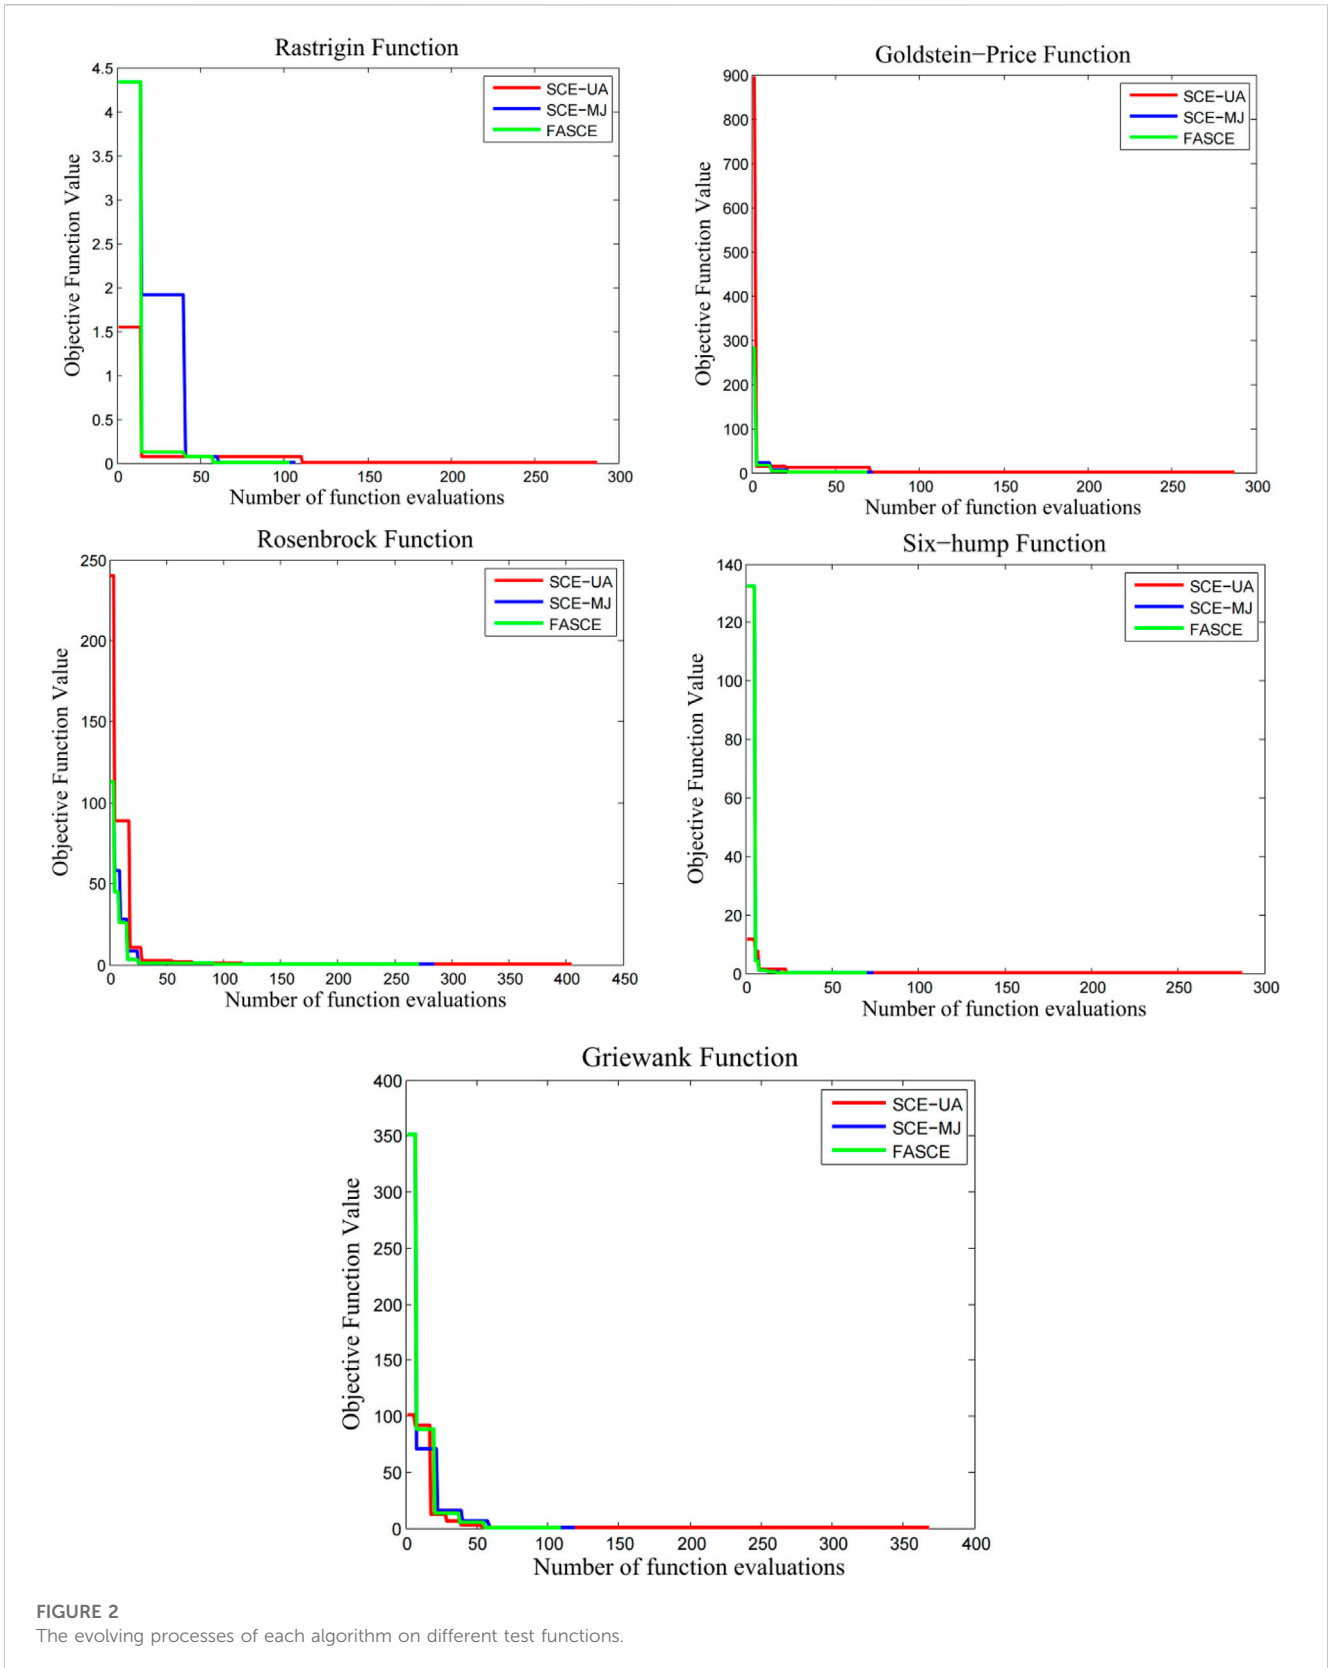 Rastrigin Function
4.5
4
3.5
3
2.5
2
1.5
1
0.5
0
Objective Function Value
SCE-UA
SCE-MJ
FASCE
0 50 100 150 200 250 300
Number of function evaluations
Goldstein-Price Function
900
800
700
600
500
400
300
200
100
0
Objective Function Value
SCE-UA
SCE-MJ
FASCE
0 50 100 150 200 250 300
Number of function evaluations
Rosenbrock Function
250
200
150
100
50
0
Objective Function Value
SCE-UA
SCE-MJ
FASCE
0 50 100 150 200 250 300 350 400 450
Number of function evaluations
Six-hump Function
140
120
100
80
60
40
20
0
Objective Function Value
SCE-UA
SCE-MJ
FASCE
0 50 100 150 200 250 300
Number of function evaluations
Griewank Function
400
350
300
250
200
150
100
50
0
Objective Function Value
SCE-UA
SCE-MJ
FASCE
0 50 100 150 200 250 300 350 400
Number of function evaluations
FIGURE 2
The evolving processes of each algorithm on different test functions.